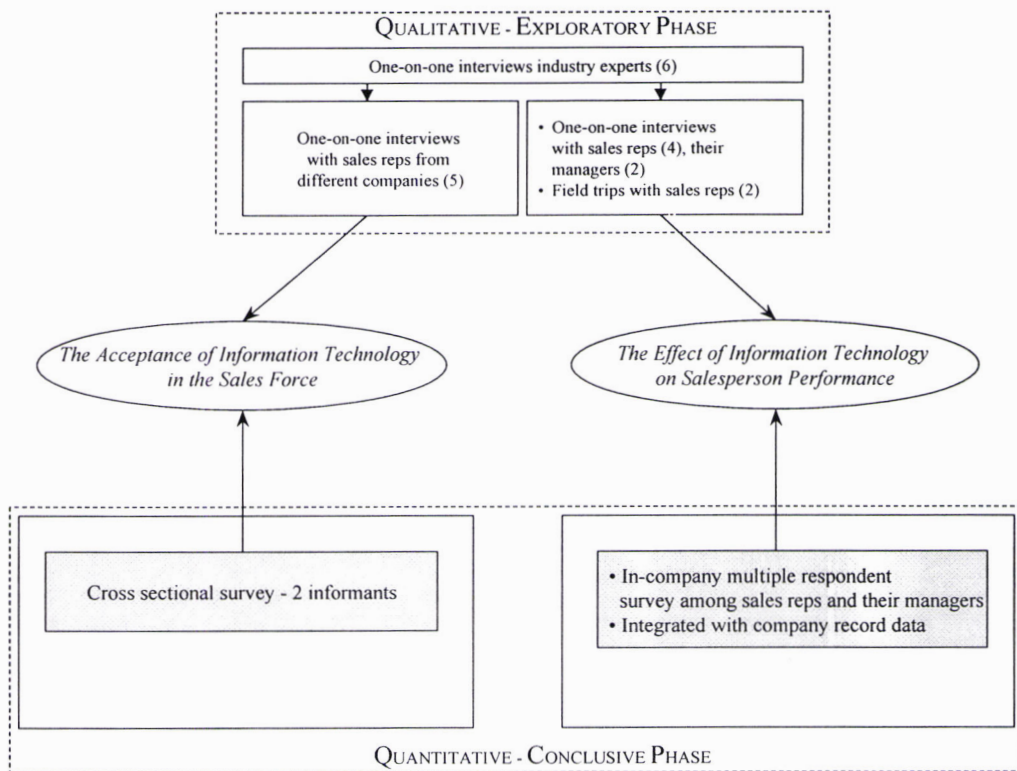 QUALITATIVE - EXPLORATORY PHASE
One-on-one interviews industry experts (6)
One-on-one interviews
with sales reps from
different companies (5)
• One-on-one interviews
with sales reps (4), their
managers (2)
• Field trips with sales reps (2)
The Acceptance of Information Technology
in the Sales Force
The Effect of Information Technology
on Salesperson Performance
Cross sectional survey - 2 informants
• In-company multiple respondent
survey among sales reps and their managers
• Integrated with company record data
QUANTITATIVE - CONCLUSIVE PHASE